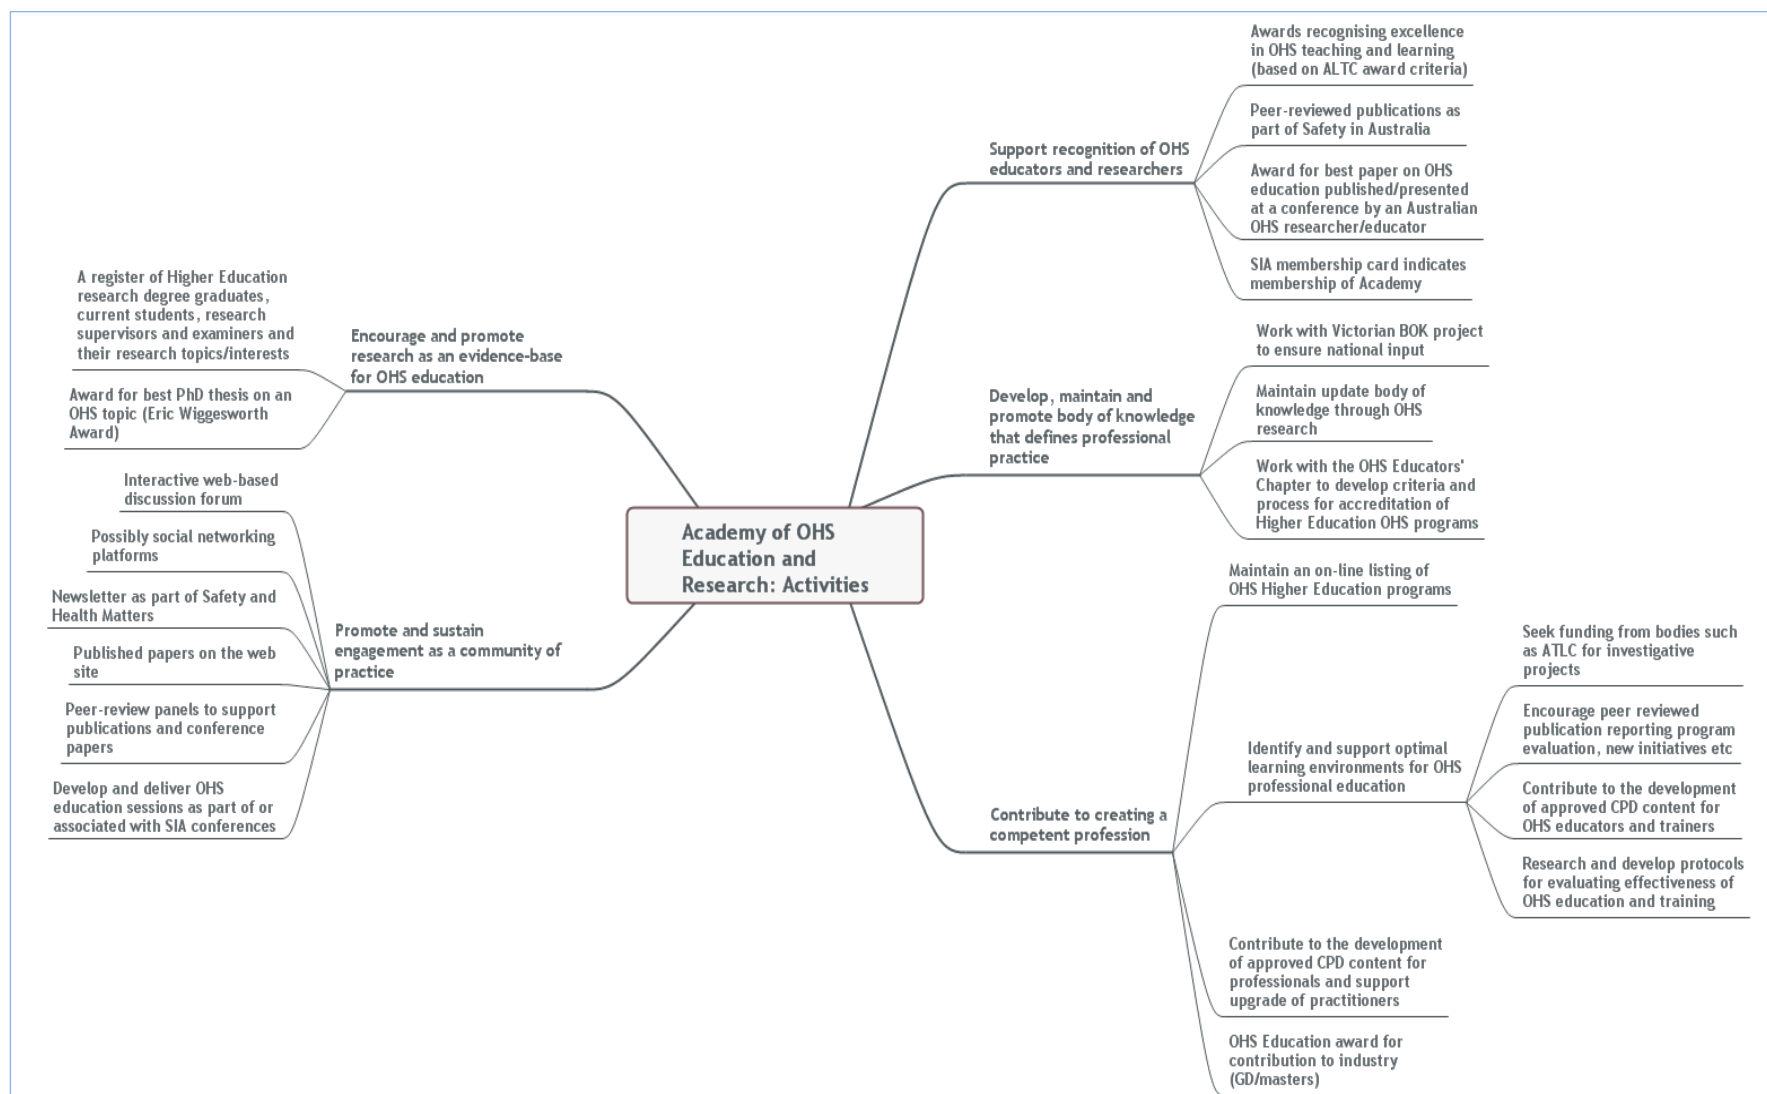 Academy of OHS
Education and
Research: Activities
Support recognition of OHS
educators and researchers
Awards recognising excellence
in OHS teaching and learning
(based on ALTC award criteria)
Peer-reviewed publications as
part of Safety in Australia
Award for best paper on OHS
education published/presented
at a conference by an Australian
OHS researcher/educator
SIA membership card indicates
membership of Academy
Develop, maintain and
promote body of knowledge
that defines professional
practice
Work with Victorian BOK project
to ensure national input
Maintain update body of
knowledge through OHS
research
Work with the OHS Educators'
Chapter to develop criteria and
process for accreditation of
Higher Education OHS programs
Contribute to creating a
competent profession
Maintain an on-line listing of
OHS Higher Education programs
Identify and support optimal
learning environments for OHS
professional education
Seek funding from bodies such
as ATLC for investigative
projects
Encourage peer reviewed
publication reporting program
evaluation, new initiatives etc
Contribute to the development
of approved CPD content for
OHS educators and trainers
Research and develop protocols
for evaluating effectiveness of
OHS education and training
Contribute to the development
of approved CPD content for
professionals and support
upgrade of practitioners
OHS Education award for
contribution to industry
(GD/masters)
Encourage and promote
research as an evidence-base
for OHS education
A register of Higher Education
research degree graduates,
current students, research
supervisors and examiners and
their research topics/interests
Award for best PhD thesis on an
OHS topic (Eric Wiggesworth
Award)
Promote and sustain
engagement as a community of
practice
Interactive web-based
discussion forum
Possibly social networking
platforms
Newsletter as part of Safety and
Health Matters
Published papers on the web
site
Peer-review panels to support
publications and conference
papers
Develop and deliver OHS
education sessions as part of or
associated with SIA conferences